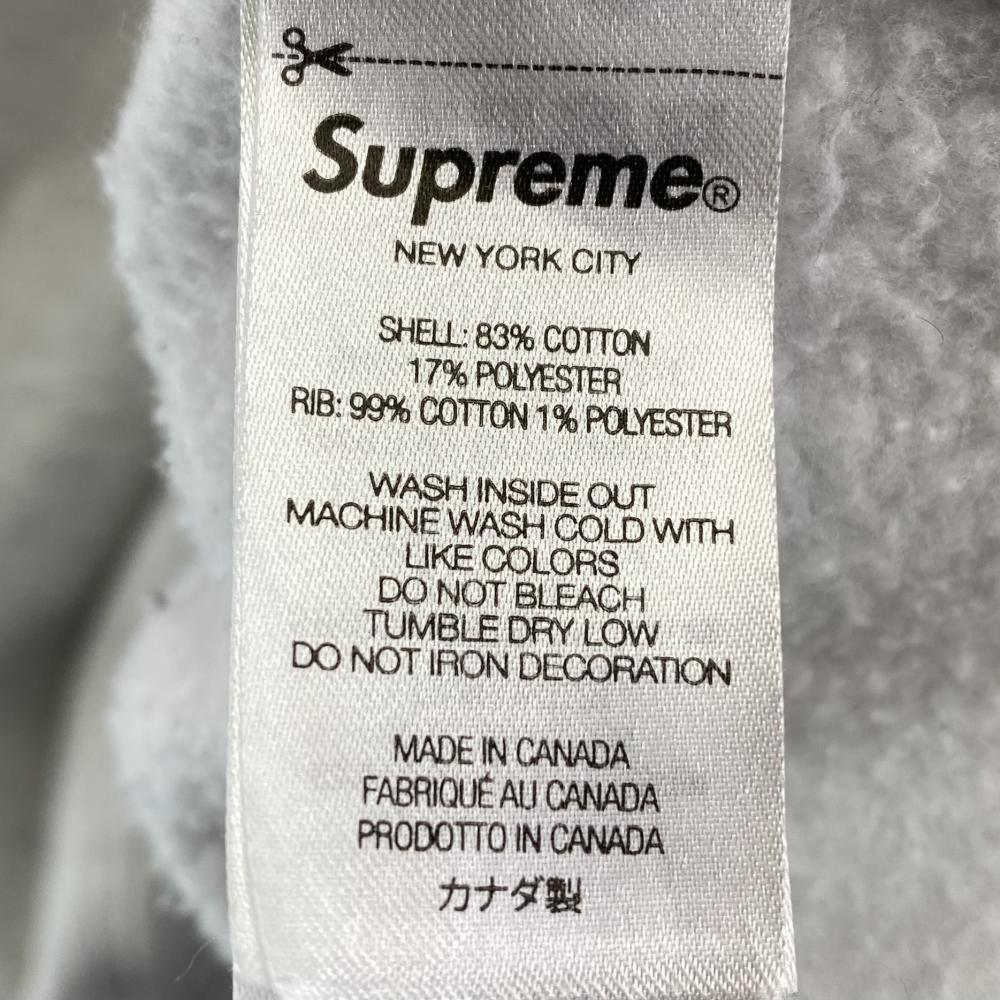 Supreme®
NEW YORK CITY
SHELL: 83% COTTON
17% POLYESTER
RIB: 99% COTTON 1% POLYESTER
WASH INSIDE OUT
MACHINE WASH COLD WITH
LIKE COLORS
DO NOT BLEACH
TUMBLE DRY LOW
DO NOT IRON DECORATION
MADE IN CANADA
FABRIQUÉ AU CANADA
PRODOTTO IN CANADA
カナダ製